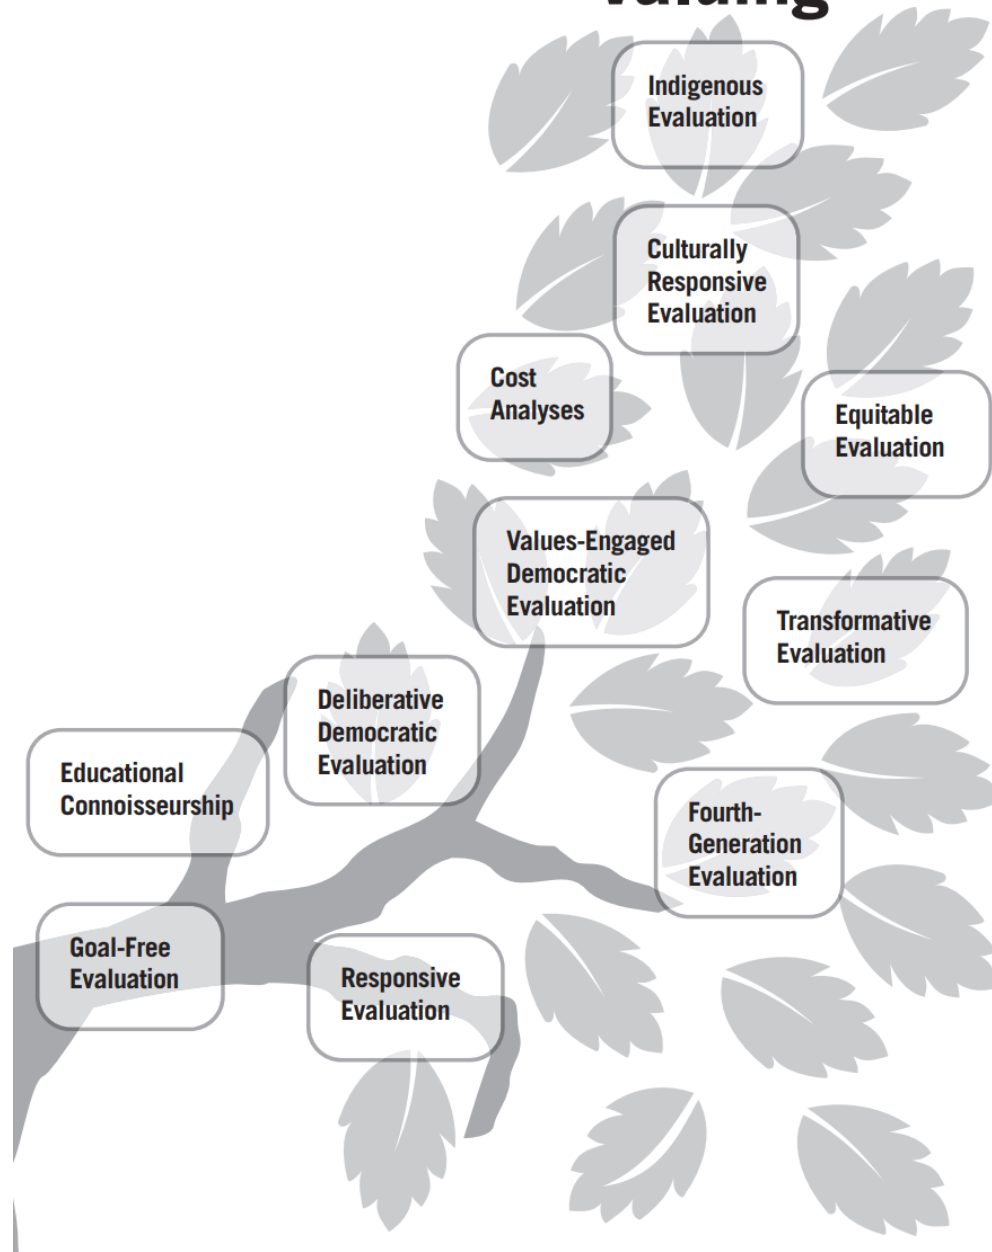 Valuing
Indigenous
Evaluation
Culturally
Responsive
Evaluation
Cost
Analyses
Equitable
Evaluation
Values-Engaged
Democratic
Evaluation
Transformative
Evaluation
Deliberative
Democratic
Evaluation
Educational
Connoisseurship
Fourth-
Generation
Evaluation
Goal-Free
Evaluation
Responsive
Evaluation